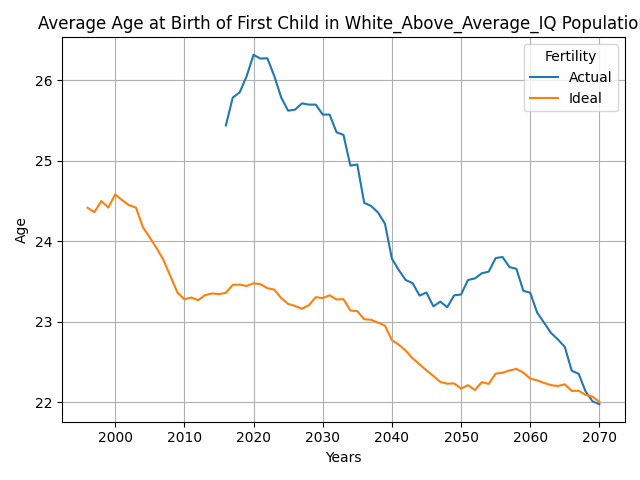 Average Age at Birth of First Child in White_Above_Average_IQ Population
Fertility
Actual
Ideal
26
25
24
23
22
Age
2000
2010
2020
2030
2040
2050
2060
2070
Years